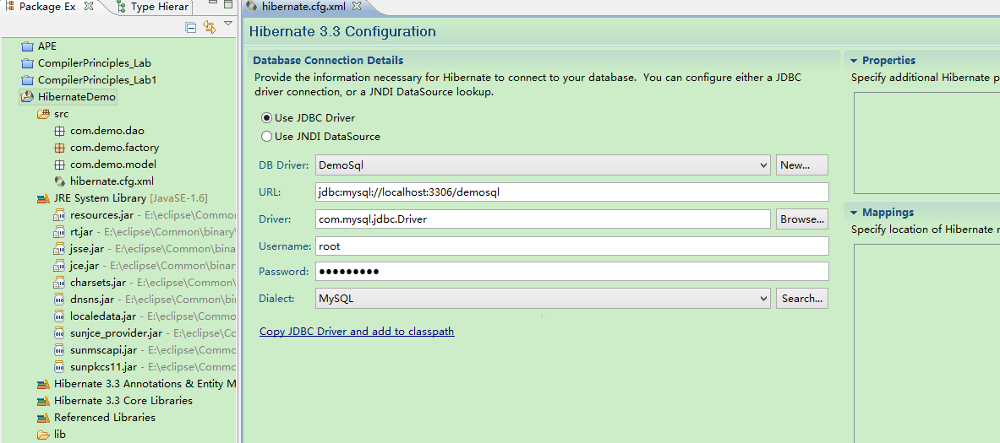 Package Ex
Type Hierar
APE
CompilerPrinciples_Lab
CompilerPrinciples_Lab1
HibernateDemo
src
com.demo.dao
com.demo.factory
com.demo.model
hibernate.cfg.xml
JRE System Library [JavaSE-1.6]
resources.jar - E:\eclipse\Commo
rt.jar - E:\eclipse\Common\binary
jsse.jar - E:\eclipse\Common\bina
jce.jar - E:\eclipse\Common\binar
charsets.jar - E:\eclipse\Common\
dnsns.jar - E:\eclipse\Common\bi
localedata.jar - E:\eclipse\Comm
sunjce_provider.jar - E:\eclipse\C
sunmscapi.jar - E:\eclipse\Comm
sunpkcs11.jar - E:\eclipse\Comm
Hibernate 3.3 Annotations & Entity M
Hibernate 3.3 Core Libraries
Referenced Libraries
lib
hibernate.cfg.xml
Hibernate 3.3 Configuration
Database Connection Details
Provide the information necessary for Hibernate to connect to your database. You can configure either a JDBC
driver connection, or a JNDI DataSource lookup.
Use JDBC Driver
Use JNDI DataSource
DB Driver: DemoSql New...
URL: jdbc:mysql://localhost:3306/demosql
Driver: com.mysql.jdbc.Driver Browse...
Username: root
Password: ●●●●●●●●●
Dialect: MySQL Search...
Copy JDBC Driver and add to classpath
Properties
Specify additional Hibernate p
Mappings
Specify location of Hibernate